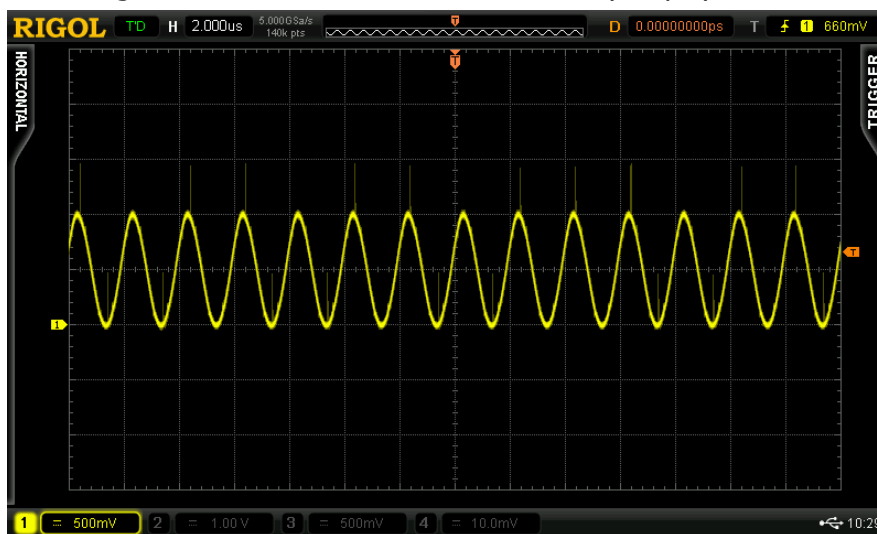 RIGOL T'D H 2.000us 5.000GSa/s 140k pts T D 0.00000000ps T 1 660mV
HORIZONTAL
T
TRIGGER
T
1
1 = 500mV 2 = 1.00 V 3 = 500mV 4 = 10.0mV 10:29